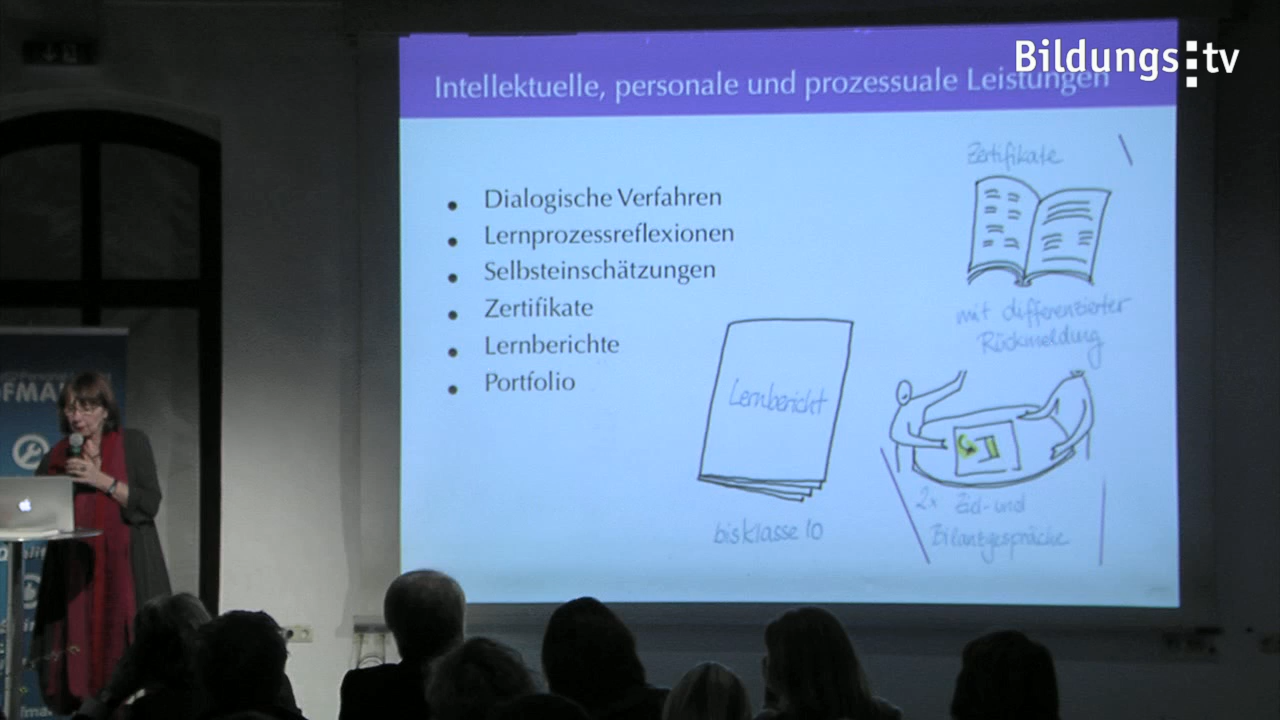 Bildungs:tv
Intellektuelle, personale und prozessuale Leistungen
Dialogische Verfahren
Lernprozessreflexionen
Selbsteinschätzungen
Zertifikate
Lernberichte
Portfolio
Zertifikate
mit differenzierter
Rückmeldung
Lernbericht
bis Klasse 10
2x Ziel- und
Bilanzgespräche